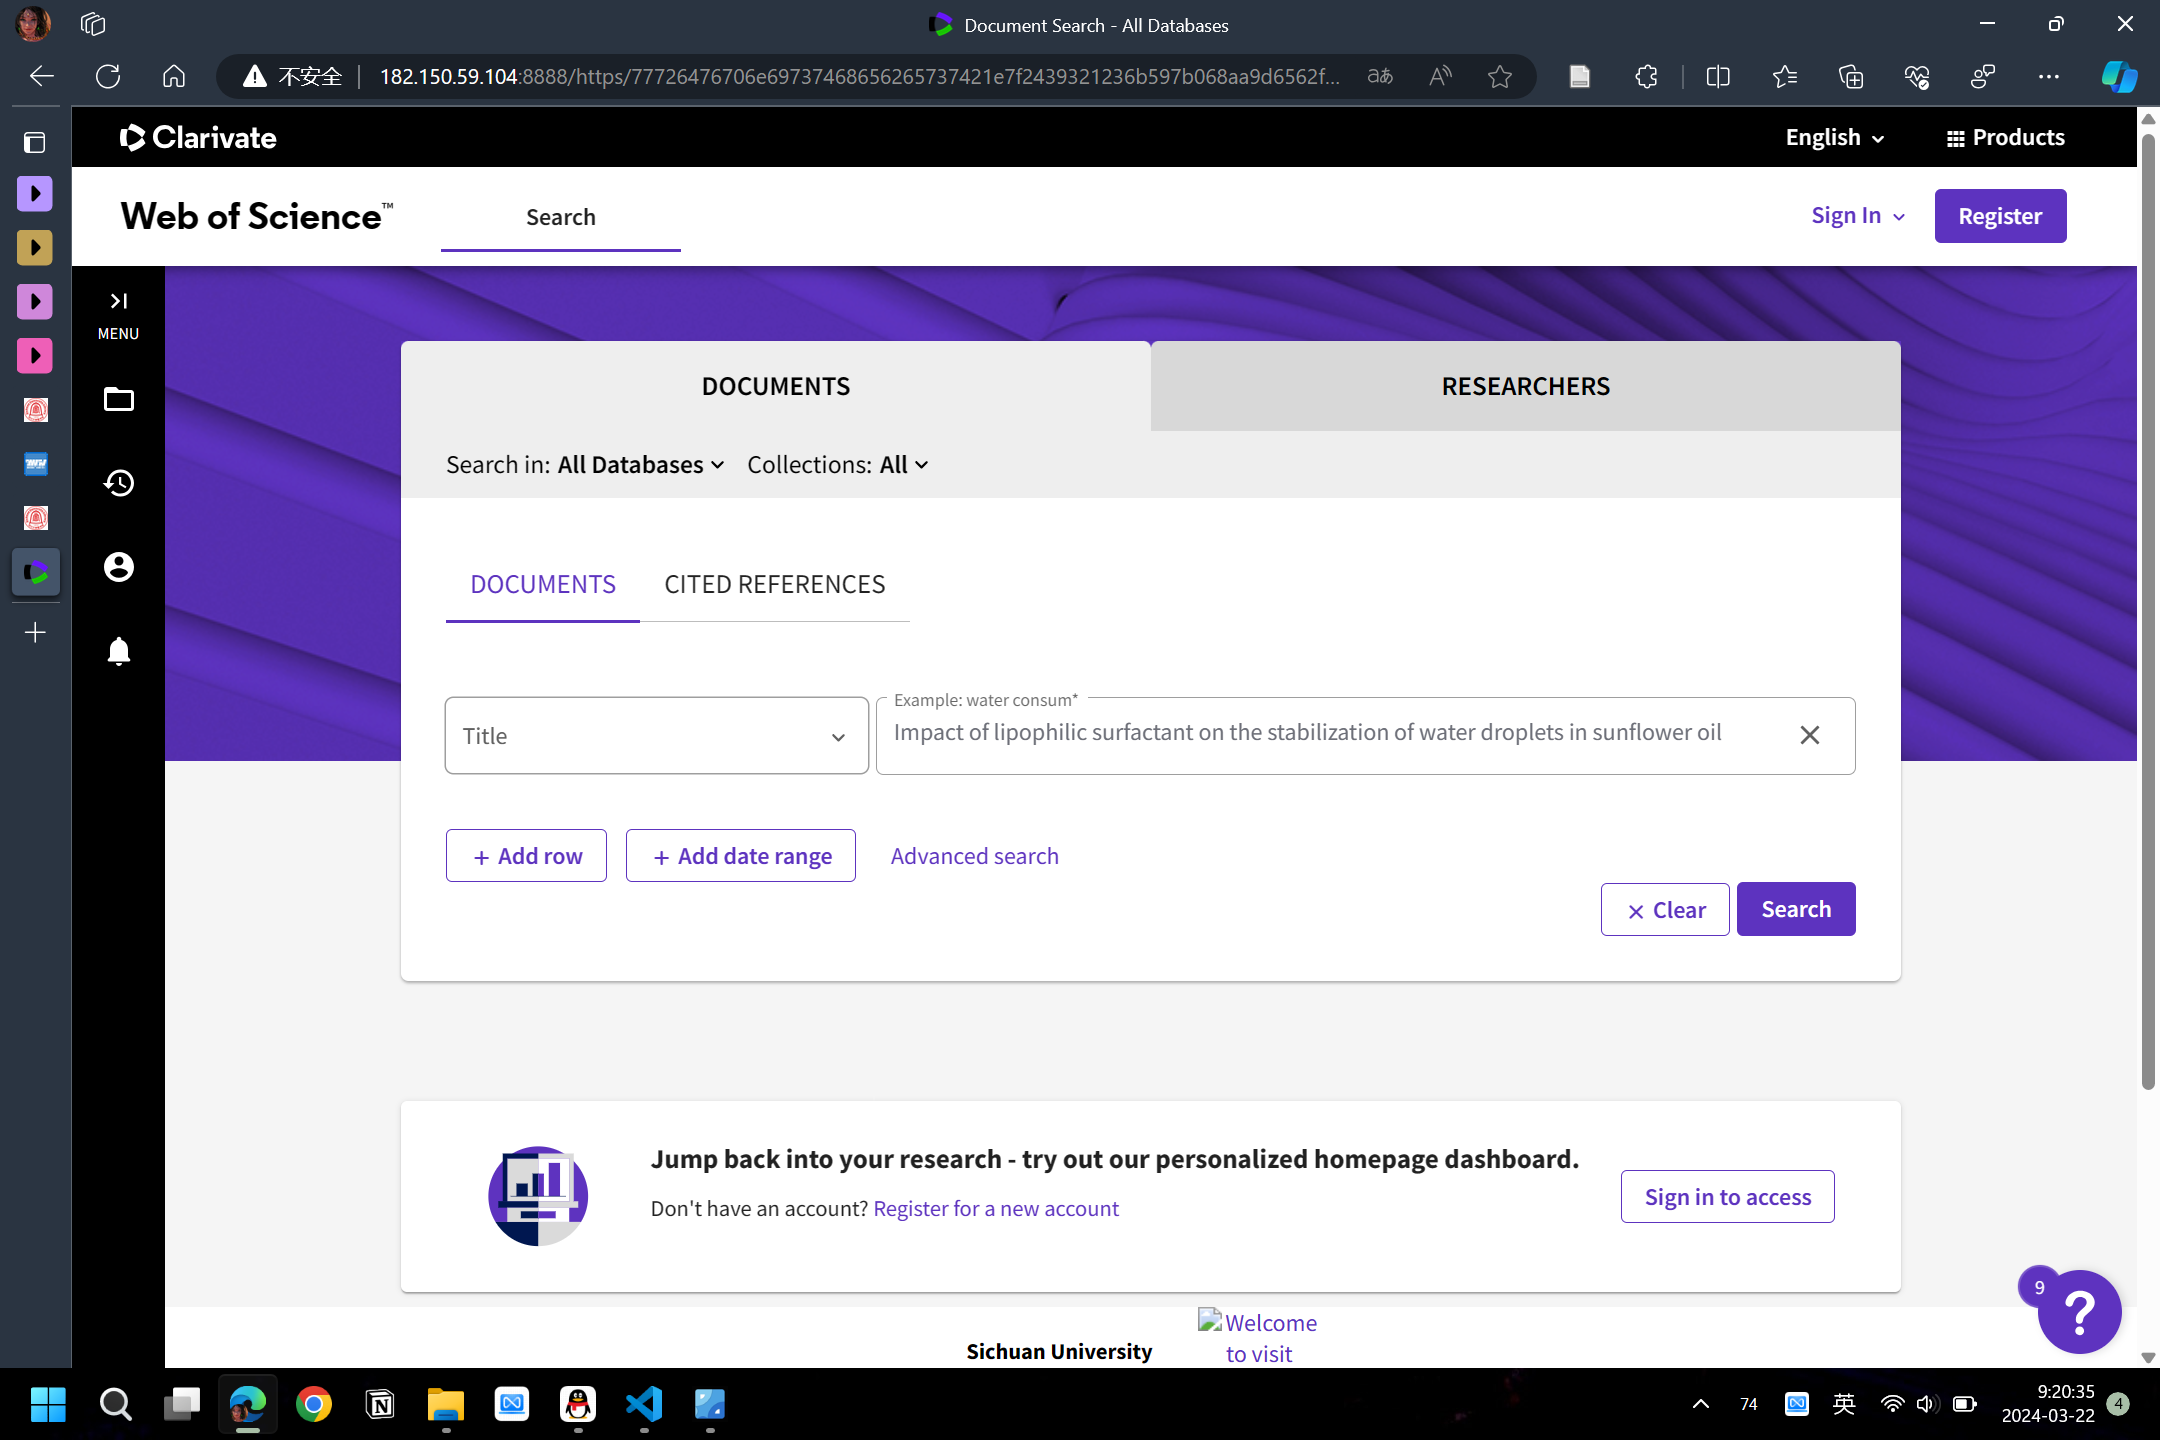 Document Search - All Databases
不安全
182.150.59.104:8888/https/77726476706e69737468656265737421e7f2439321236b597b068aa9d6562f...
Clarivate
English
Products
Web of Science™
Search
Sign In
Register
MENU
DOCUMENTS
RESEARCHERS
Search in: All Databases
Collections: All
DOCUMENTS
CITED REFERENCES
Example: water consum*
Title
Impact of lipophilic surfactant on the stabilization of water droplets in sunflower oil
+ Add row
+ Add date range
Advanced search
× Clear
Search
Jump back into your research - try out our personalized homepage dashboard.
Don't have an account? Register for a new account
Sign in to access
9
?
Welcome
to visit
Sichuan University
74
英
9:20:35
2024-03-22
4